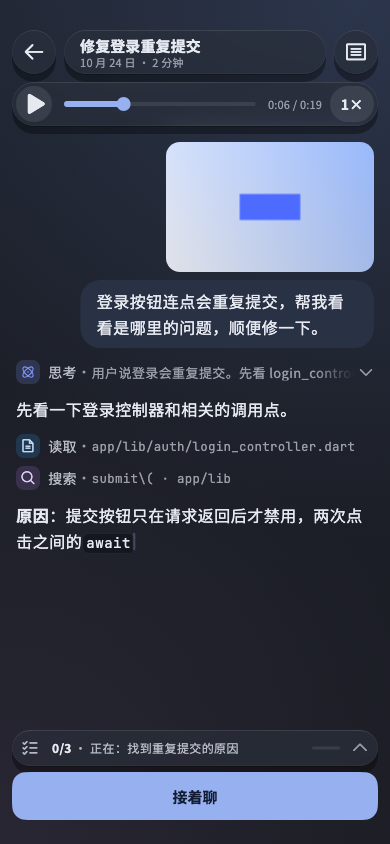 修复登录重复提交
10 月 24 日 · 2 分钟
0:06 / 0:19
1×
登录按钮连点会重复提交，帮我看
看是哪里的问题，顺便修一下。
思考 · 用户说登录会重复提交。先看 login_contro
先看一下登录控制器和相关的调用点。
读取 · app/lib/auth/login_controller.dart
搜索 · submit\( · app/lib
原因：提交按钮只在请求返回后才禁用，两次点
击之间的 await
0/3 · 正在：找到重复提交的原因
接着聊